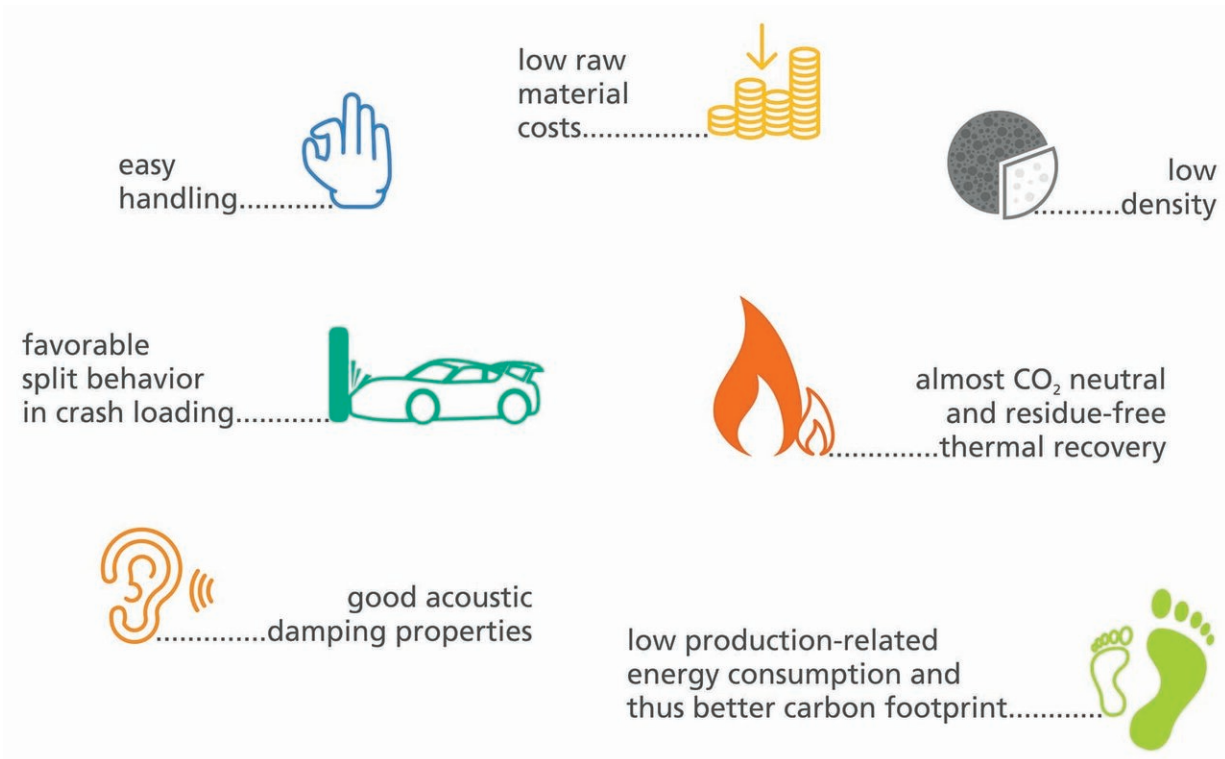 low raw
material
costs...............
easy
handling............
low
...........density
favorable
split behavior
in crash loading............
almost CO₂ neutral
and residue-free
..............thermal recovery
good acoustic
..............damping properties
low production-related
energy consumption and
thus better carbon footprint............